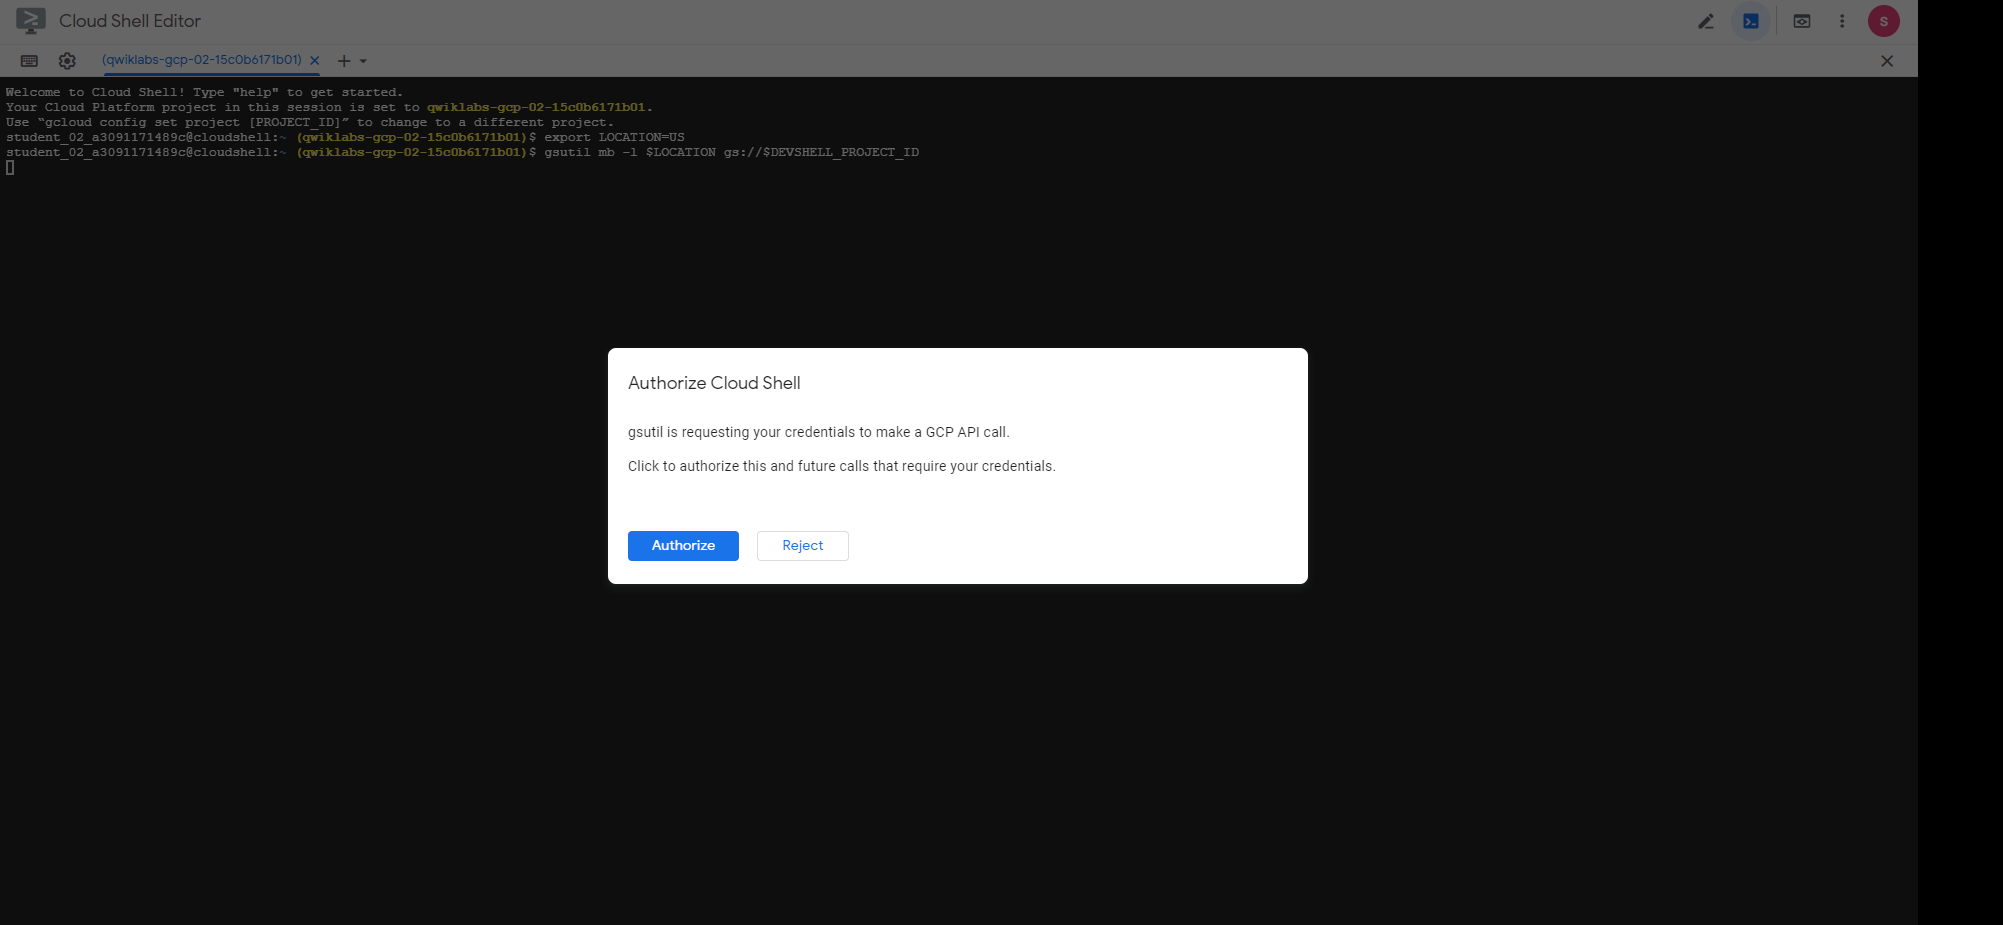 Cloud Shell Editor
S
(qwiklabs-gcp-02-15c0b6171b01)
Welcome to Cloud Shell! Type "help" to get started.
Your Cloud Platform project in this session is set to qwiklabs-gcp-02-15c0b6171b01.
Use “gcloud config set project [PROJECT_ID]” to change to a different project.
student_02_a3091171489c@cloudshell:~ (qwiklabs-gcp-02-15c0b6171b01)$ export LOCATION=US
student_02_a3091171489c@cloudshell:~ (qwiklabs-gcp-02-15c0b6171b01)$ gsutil mb -l $LOCATION gs://$DEVSHELL_PROJECT_ID
Authorize Cloud Shell
gsutil is requesting your credentials to make a GCP API call.
Click to authorize this and future calls that require your credentials.
Authorize Reject